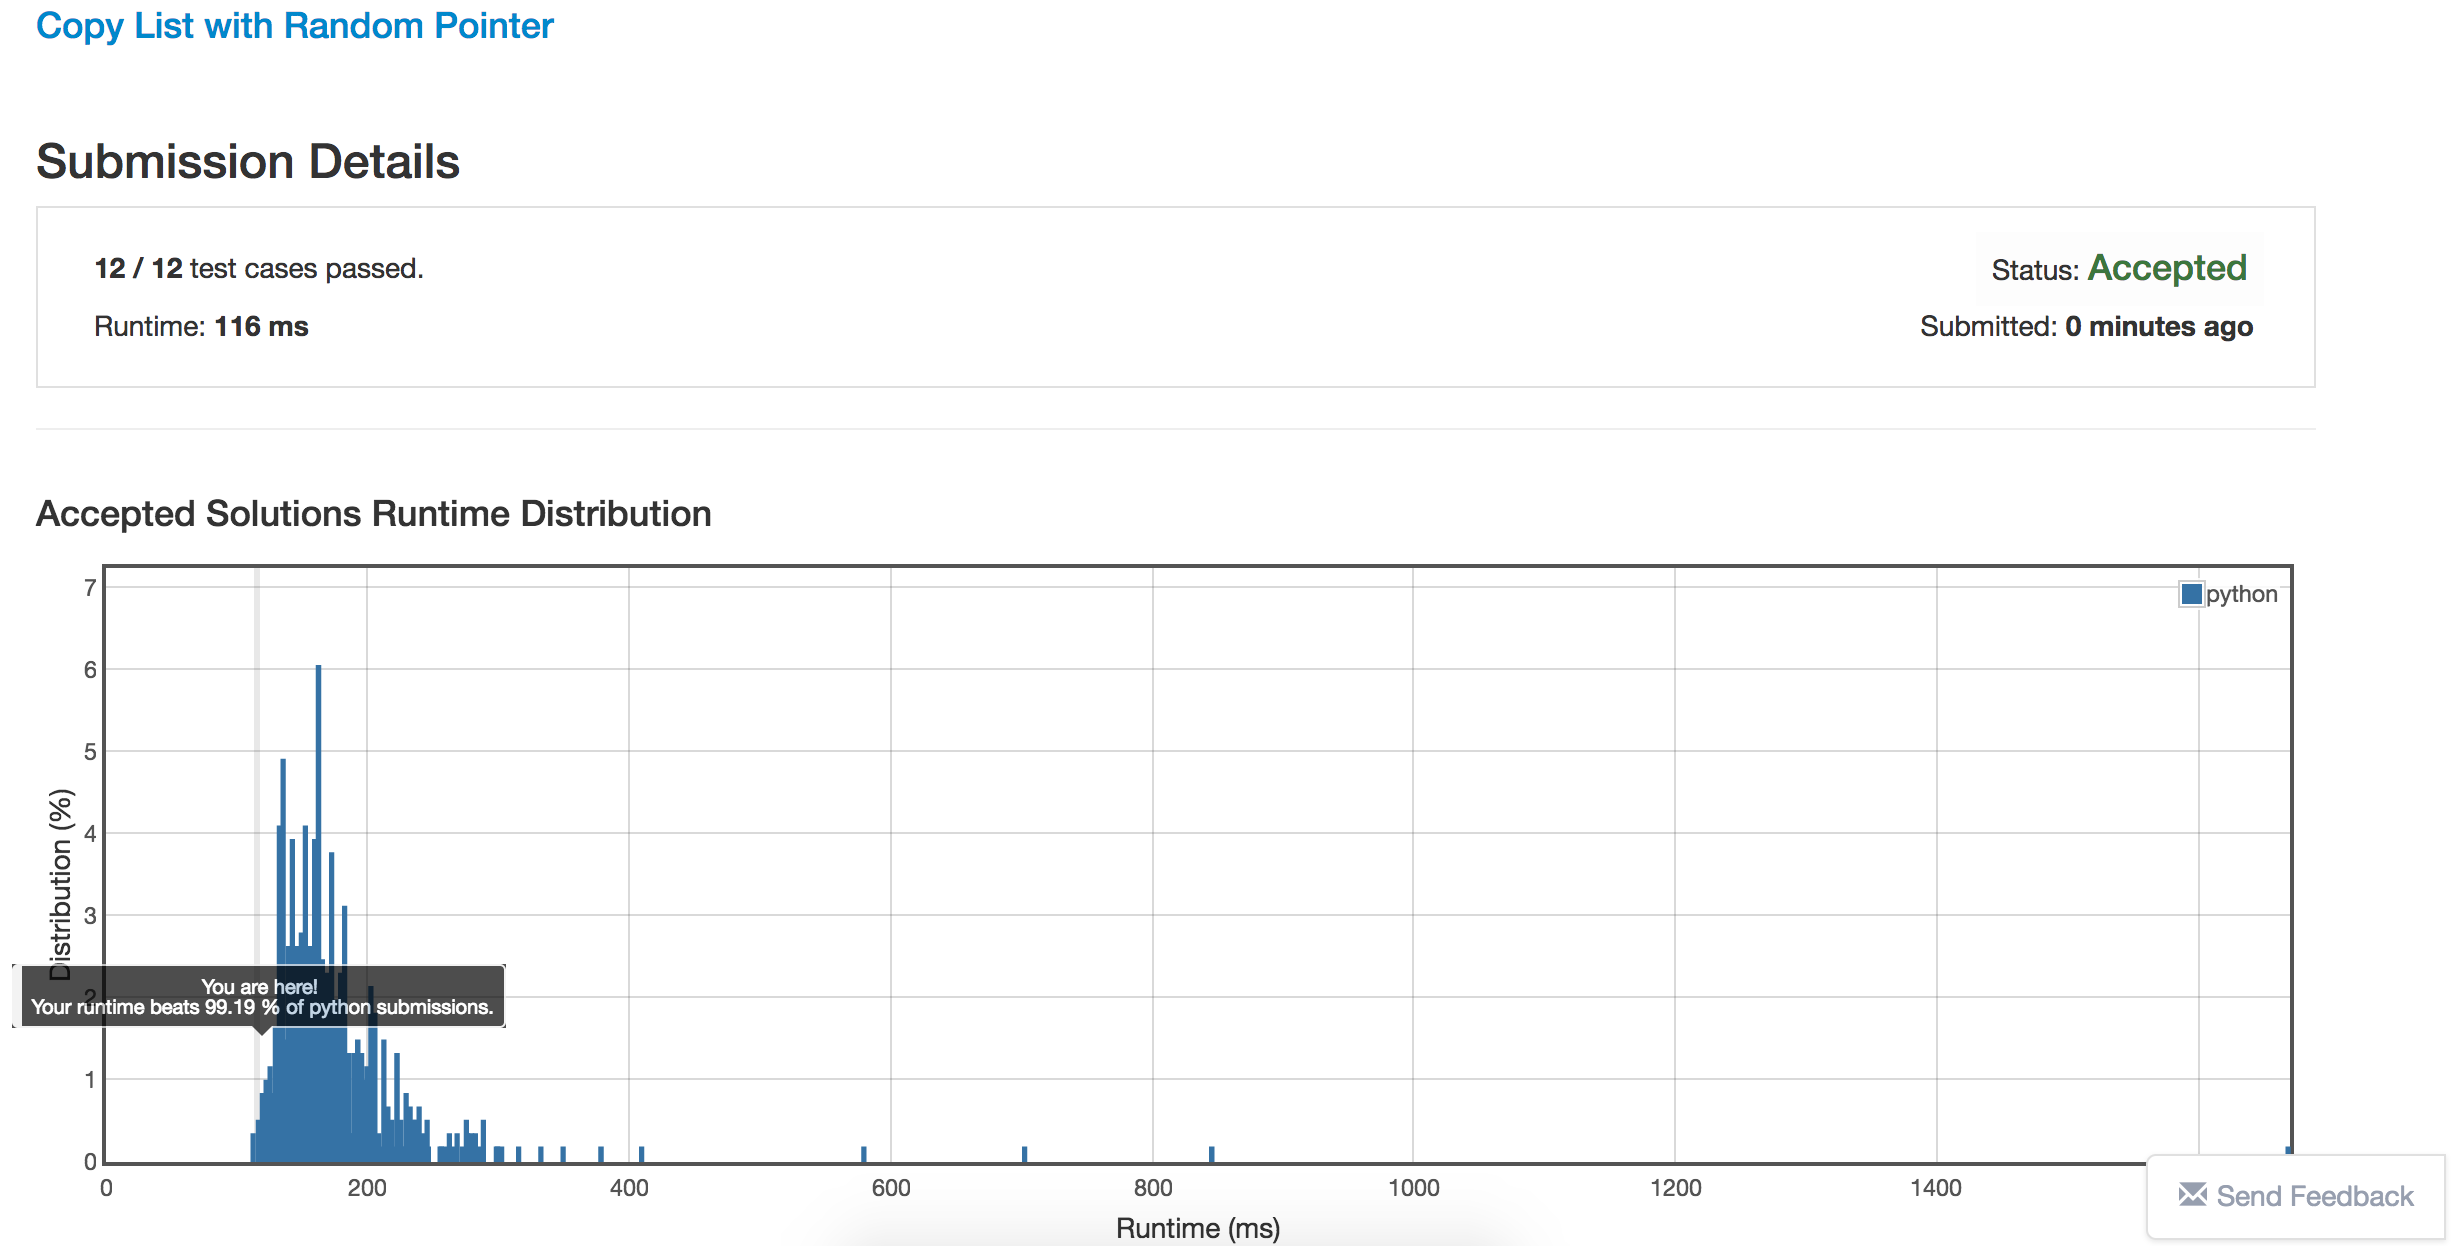 Copy List with Random Pointer
Submission Details
12 / 12 test cases passed.
Status: Accepted
Runtime: 116 ms
Submitted: 0 minutes ago
Accepted Solutions Runtime Distribution
7
python
6
5
4
3
2
1
0
Distribution (%)
You are here!
Your runtime beats 99.19 % of python submissions.
0 200 400 600 800 1000 1200 1400
Runtime (ms)
Send Feedback